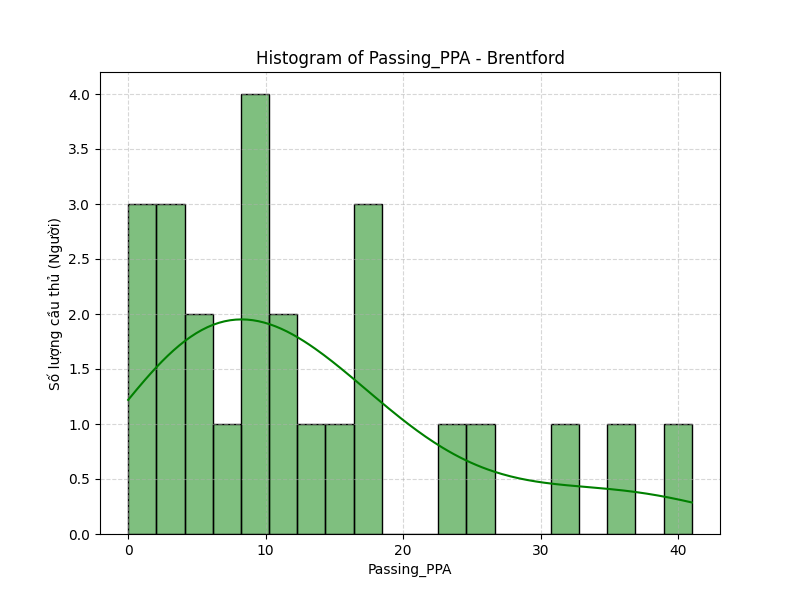 Histogram of Passing_PPA - Brentford
Số lượng cầu thủ (Người)
4.0
3.5
3.0
2.5
2.0
1.5
1.0
0.5
0.0
0 10 20 30 40
Passing_PPA